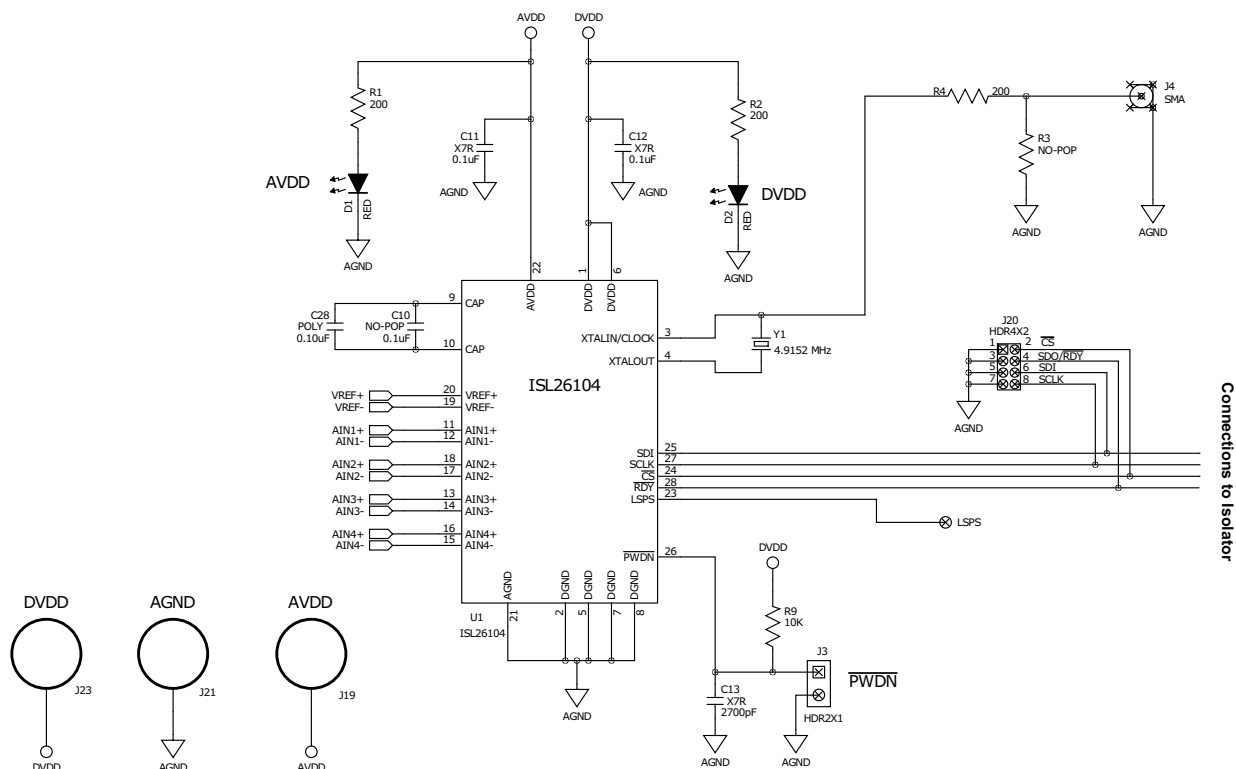 AVDD
DVDD
R1
200
C11
X7R
0.1uF
AGND
C12
X7R
0.1uF
AGND
R2
200
R4
200
J4
SMA
R3
NO-POP
AGND
AGND
AVDD
D1
RED
AGND
D2
RED
DVDD
AGND
22
1
6
AVDD
DVDD
DVDD
C28
POLY
0.10uF
C10
NO-POP
0.1uF
9
CAP
10
CAP
XTALIN/CLOCK
3
XTALOUT
4
Y1
4.9152 MHz
ISL26104
J20
HDR4X2
1
2
CS
3
4
SDO/RDY
5
6
SDI
7
8
SCLK
AGND
VREF+
20
VREF+
VREF-
19
VREF-
AIN1+
11
AIN1+
AIN1-
12
AIN1-
AIN2+
18
AIN2+
AIN2-
17
AIN2-
AIN3+
13
AIN3+
AIN3-
14
AIN3-
AIN4+
16
AIN4+
AIN4-
15
AIN4-
SDI
25
SCLK
27
CS
24
RDY
28
LSPS
23
LSPS
PWDN
26
Connections to Isolator
AGND
DGND
DGND
DGND
DGND
U1
ISL26104
21
2
5
7
8
AGND
DVDD
R9
10K
J3
PWDN
HDR2X1
C13
X7R
2700pF
AGND
AGND
DVDD
J23
DVDD
AGND
J21
AGND
AVDD
J19
AVDD